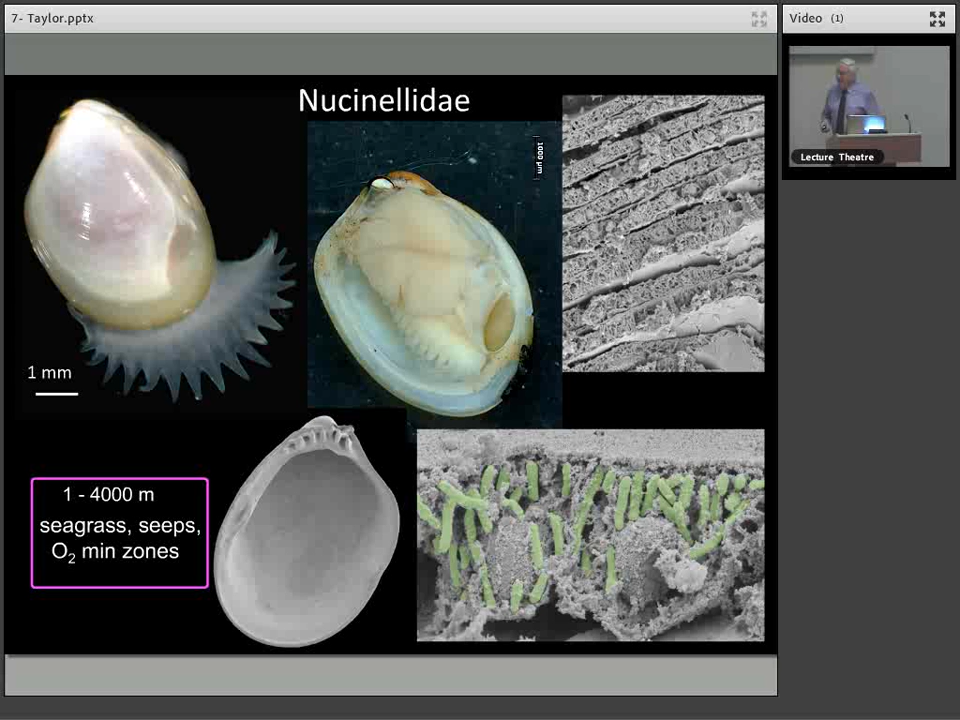 7- Taylor.pptx
Video (1)
Nucinellidae
1000 µm
Lecture Theatre
1 mm
1 - 4000 m
seagrass, seeps,
O₂ min zones